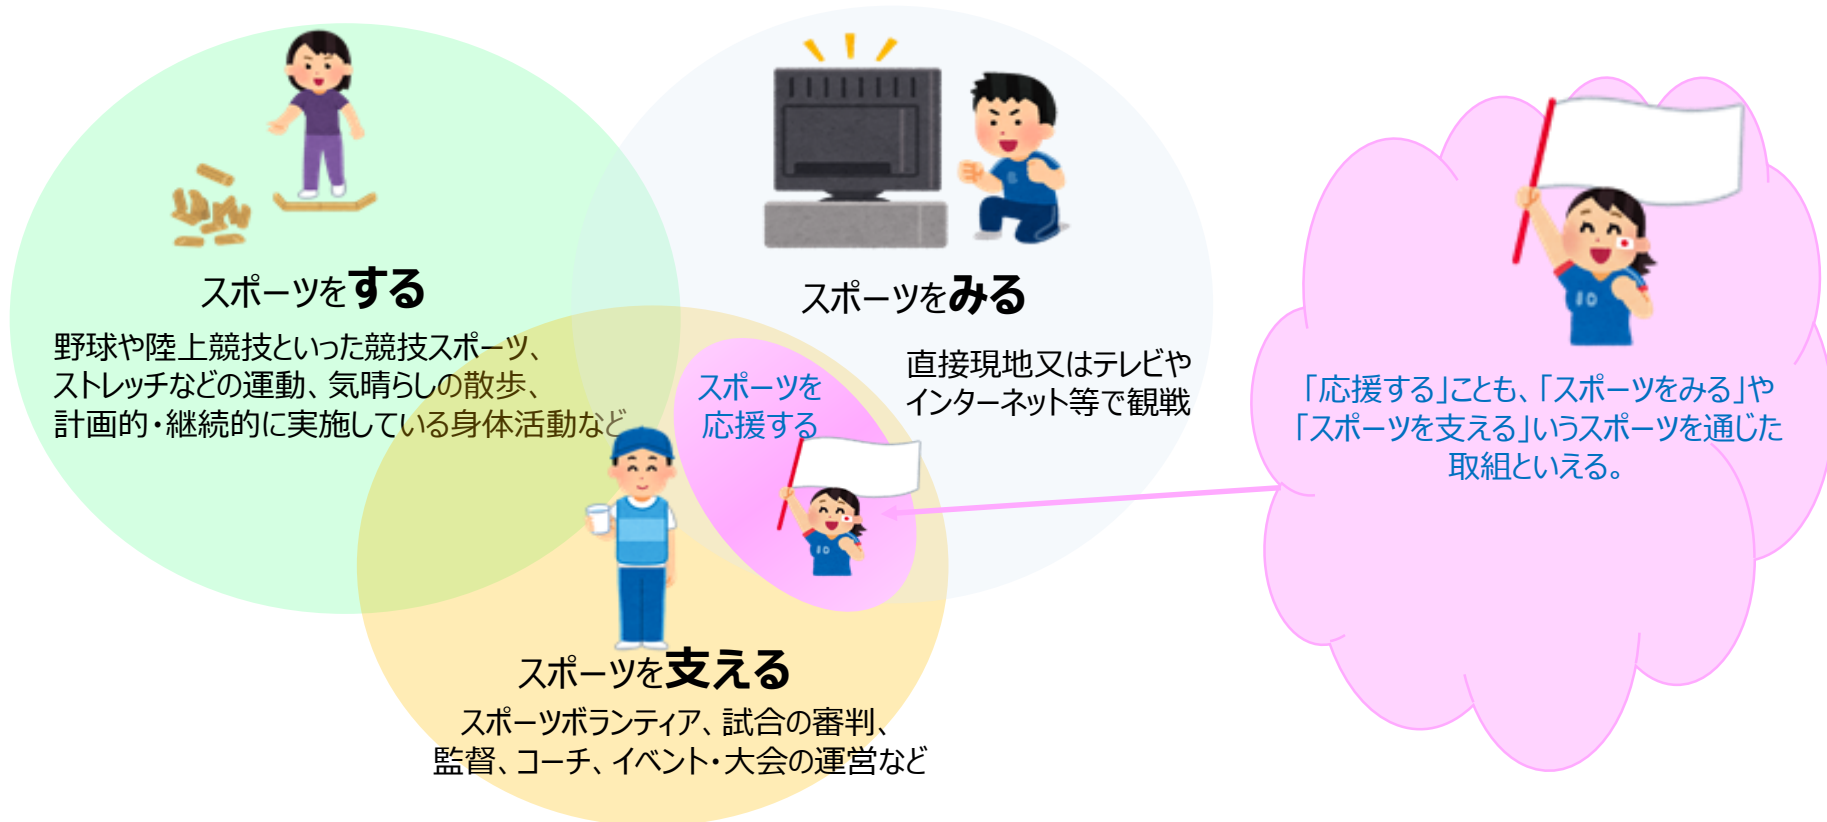 スポーツをする
野球や陸上競技といった競技スポーツ、
ストレッチなどの運動、気晴らしの散歩、
計画的・継続的に実施している身体活動など
スポーツをみる
直接現地又はテレビや
インターネット等で観戦
スポーツを
応援する
10
スポーツを支える
スポーツボランティア、試合の審判、
監督、コーチ、イベント・大会の運営など
10
「応援する」ことも、「スポーツをみる」や
「スポーツを支える」いうスポーツを通じた
取組といえる。